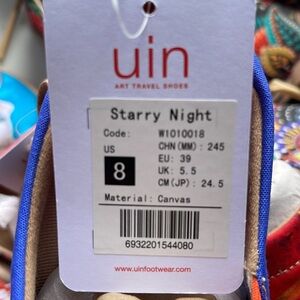 uin
ART TRAVEL SHOES
Starry Night
Code: WI010018
US CHN(MM) : 245
8 EU: 39
UK: 5.5
CM(JP) : 24.5
Material: Canvas
6932201544080
www.uinfootwear.com